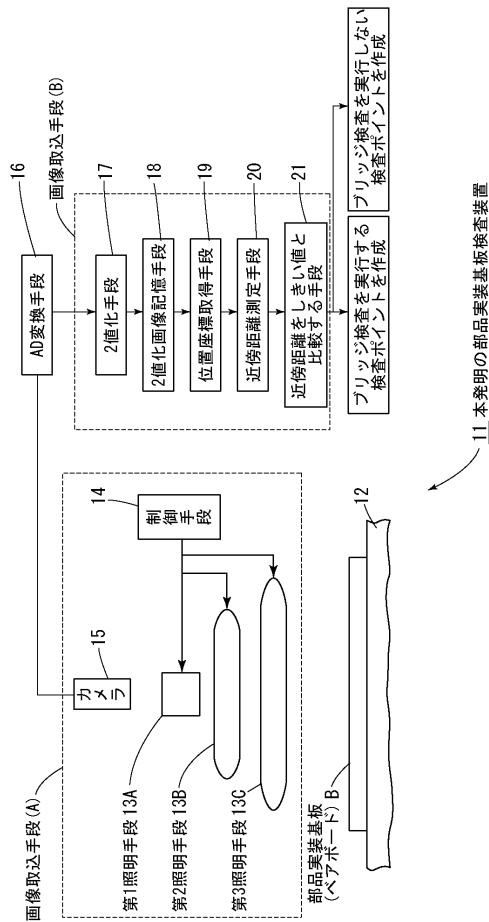 画像取込手段(A)
カメラ
15
14
制御
手段
第1照明手段 13A
第2照明手段 13B
第3照明手段 13C
部品実装基板
(ベアボード) B
12
11 本発明の部品実装基板検査装置
16
AD変換手段
画像取込手段(B)
17
2値化手段
18
2値化画像記憶手段
19
位置座標取得手段
20
近傍距離測定手段
21
近傍距離をしきい値と
比較する手段
ブリッジ検査を実行する
検査ポイントを作成
ブリッジ検査を実行しない
検査ポイントを作成